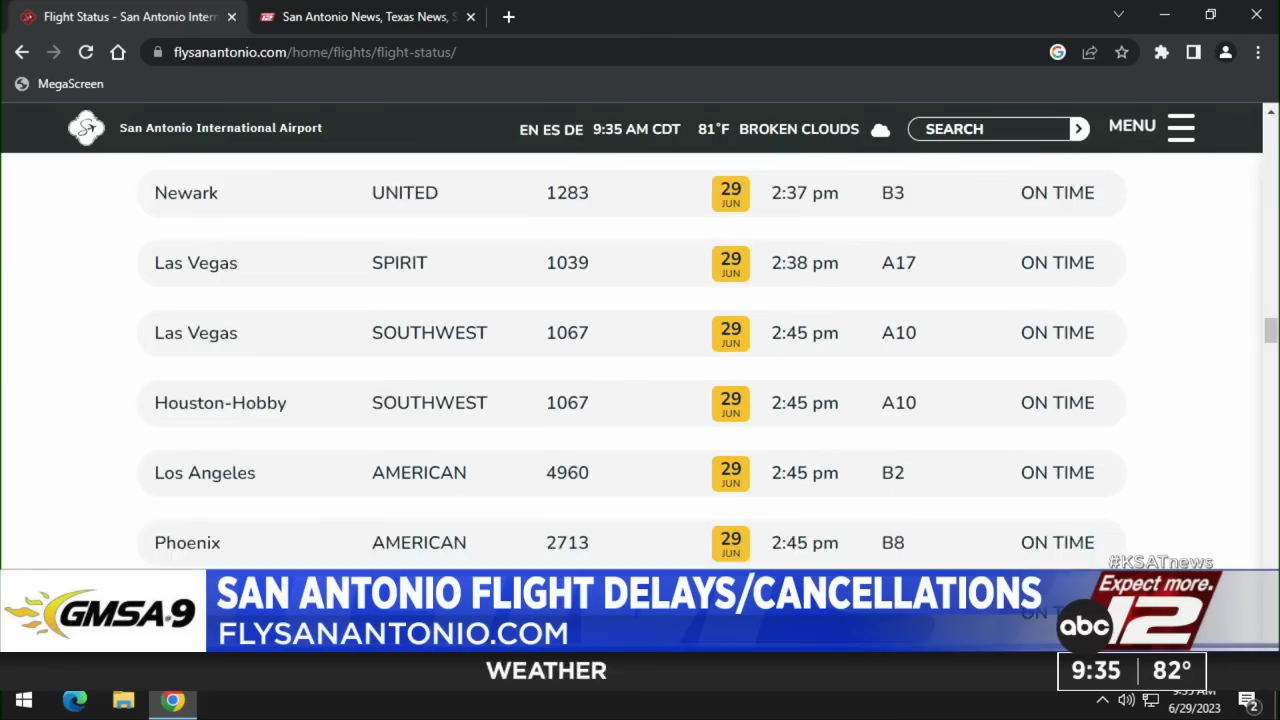 Flight Status - San Antonio Intern
San Antonio News, Texas News, S
flysanantonio.com/home/flights/flight-status/
MegaScreen
San Antonio International Airport
EN ES DE 9:35 AM CDT 81°F BROKEN CLOUDS SEARCH MENU
Newark UNITED 1283 29 JUN 2:37 pm B3 ON TIME
Las Vegas SPIRIT 1039 29 JUN 2:38 pm A17 ON TIME
Las Vegas SOUTHWEST 1067 29 JUN 2:45 pm A10 ON TIME
Houston-Hobby SOUTHWEST 1067 29 JUN 2:45 pm A10 ON TIME
Los Angeles AMERICAN 4960 29 JUN 2:45 pm B2 ON TIME
Phoenix AMERICAN 2713 29 JUN 2:45 pm B8 ON TIME
#KSATnews
GMSA@9
SAN ANTONIO FLIGHT DELAYS/CANCELLATIONS
FLYSANANTONIO.COM
Expect more.
abc 12
WEATHER
9:35 82°
6/29/2023
2